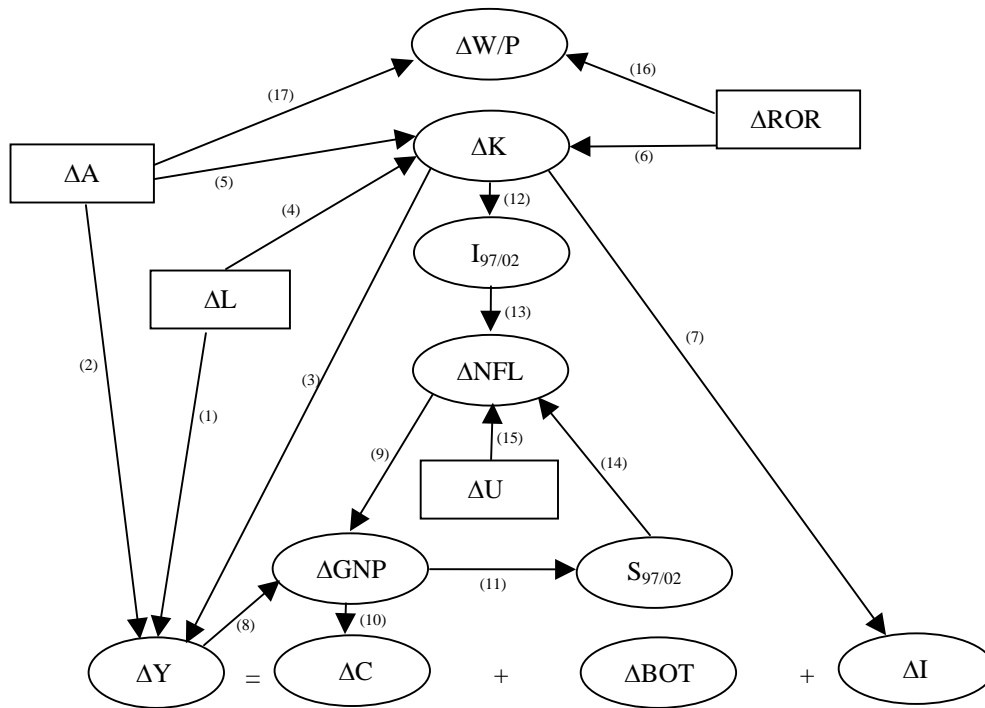 ΔW/P
(17)
(16)
ΔROR
ΔK
(6)
ΔA
(5)
(4)
(12)
I97/02
ΔL
(13)
(7)
(2)
(3)
ΔNFL
(1)
(15)
(9)
(14)
ΔU
ΔGNP
S97/02
(11)
(8)
(10)
ΔY = ΔC + ΔBOT + ΔI